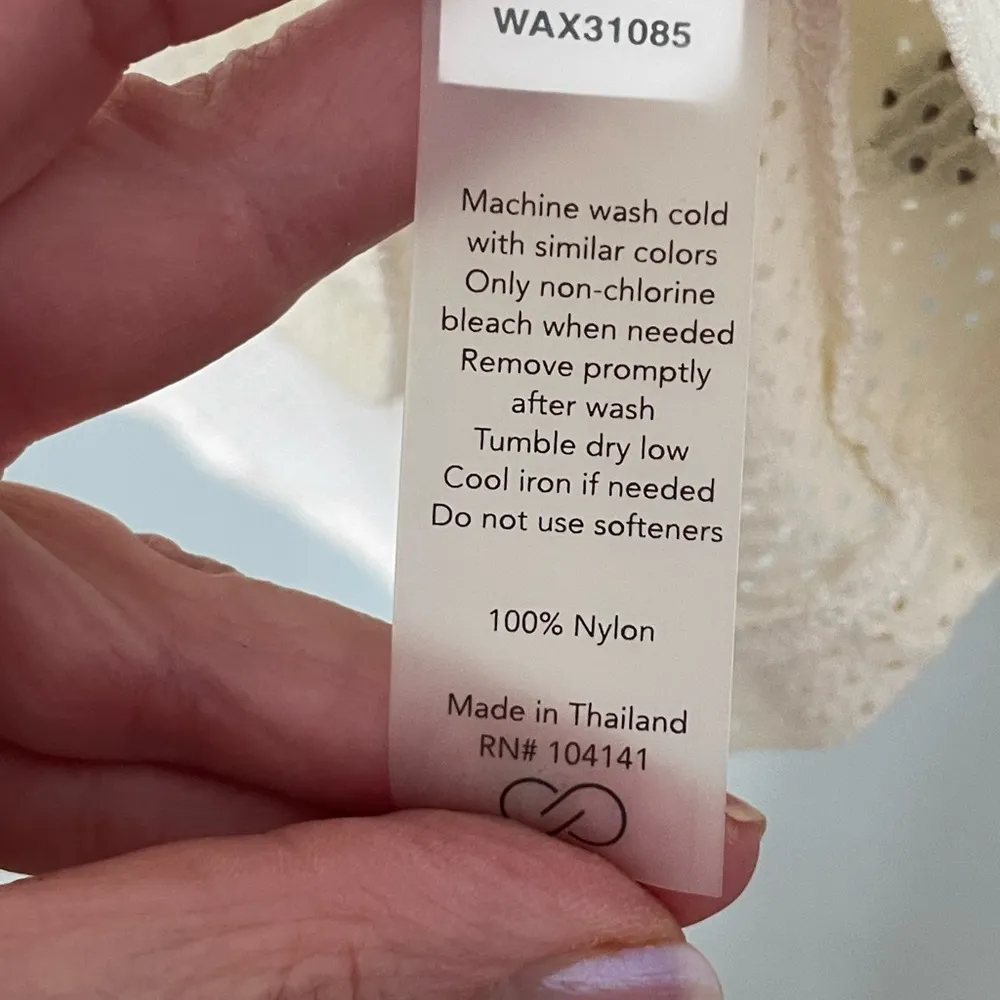 WAX31085
Machine wash cold
with similar colors
Only non-chlorine
bleach when needed
Remove promptly
after wash
Tumble dry low
Cool iron if needed
Do not use softeners
100% Nylon
Made in Thailand
RN# 104141